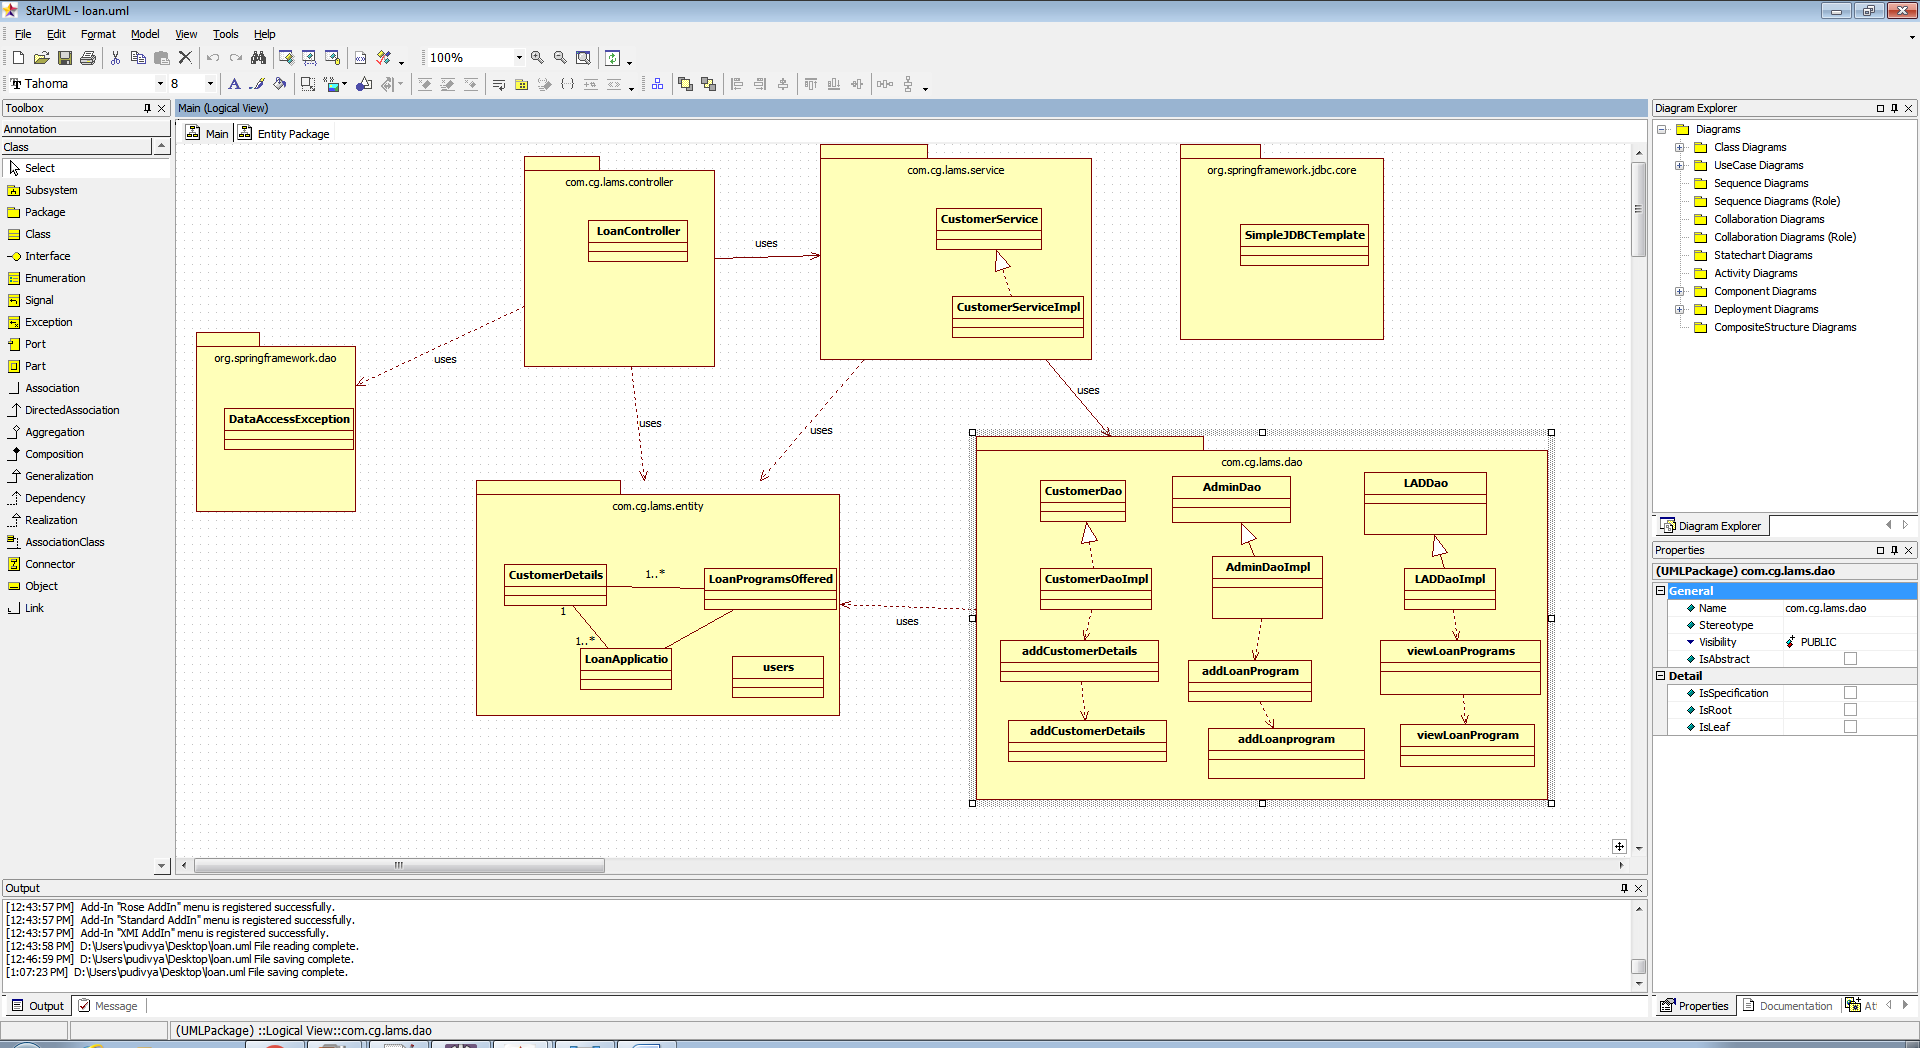 StarUML - loan.uml
File Edit Format Model View Tools Help
100%
Tahoma 8
Toolbox
Annotation
Class
Select
Subsystem
Package
Class
Interface
Enumeration
Signal
Exception
Port
Part
Association
DirectedAssociation
Aggregation
Composition
Generalization
Dependency
Realization
AssociationClass
Connector
Object
Link
Main (Logical View)
Main Entity Package
com.cg.lams.controller
LoanController
uses
com.cg.lams.service
CustomerService
CustomerServiceImpl
org.springframework.jdbc.core
SimpleJDBCTemplate
uses
org.springframework.dao
DataAccessException
uses
uses
uses
com.cg.lams.entity
CustomerDetails
1..*
LoanProgramsOffered
1
1..*
LoanApplicatio
users
uses
com.cg.lams.dao
CustomerDao
AdminDao
LADDao
CustomerDaoImpl
AdminDaoImpl
LADDaoImpl
addCustomerDetails
addLoanProgram
viewLoanPrograms
addCustomerDetails
addLoanprogram
viewLoanProgram
Diagram Explorer
Diagrams
Class Diagrams
UseCase Diagrams
Sequence Diagrams
Sequence Diagrams (Role)
Collaboration Diagrams
Collaboration Diagrams (Role)
Statechart Diagrams
Activity Diagrams
Component Diagrams
Deployment Diagrams
CompositeStructure Diagrams
Diagram Explorer
Properties
(UMLPackage) com.cg.lams.dao
General
Name com.cg.lams.dao
Stereotype
Visibility PUBLIC
IsAbstract
Detail
IsSpecification
IsRoot
IsLeaf
Properties Documentation At
Output
[12:43:57 PM] Add-In "Rose AddIn" menu is registered successfully.
[12:43:57 PM] Add-In "Standard AddIn" menu is registered successfully.
[12:43:57 PM] Add-In "XMI AddIn" menu is registered successfully.
[12:43:58 PM] D:\Users\pudivya\Desktop\loan.uml File reading complete.
[12:46:59 PM] D:\Users\pudivya\Desktop\loan.uml File saving complete.
[1:07:23 PM] D:\Users\pudivya\Desktop\loan.uml File saving complete.
Output Message
(UMLPackage) ::Logical View::com.cg.lams.dao